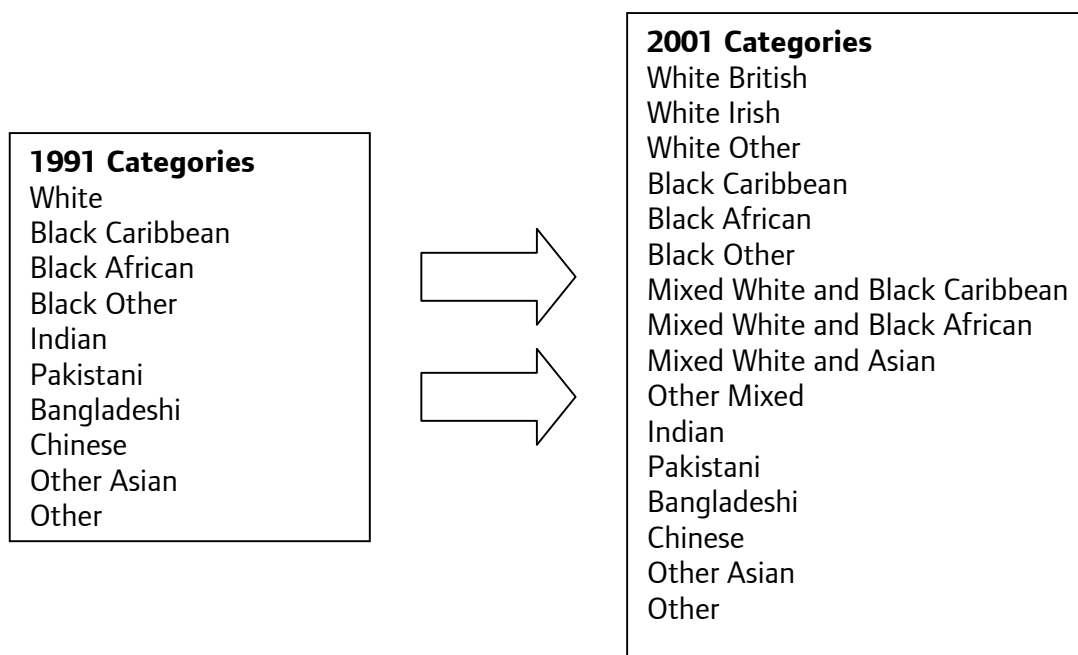 1991 Categories
White
Black Caribbean
Black African
Black Other
Indian
Pakistani
Bangladeshi
Chinese
Other Asian
Other
2001 Categories
White British
White Irish
White Other
Black Caribbean
Black African
Black Other
Mixed White and Black Caribbean
Mixed White and Black African
Mixed White and Asian
Other Mixed
Indian
Pakistani
Bangladeshi
Chinese
Other Asian
Other